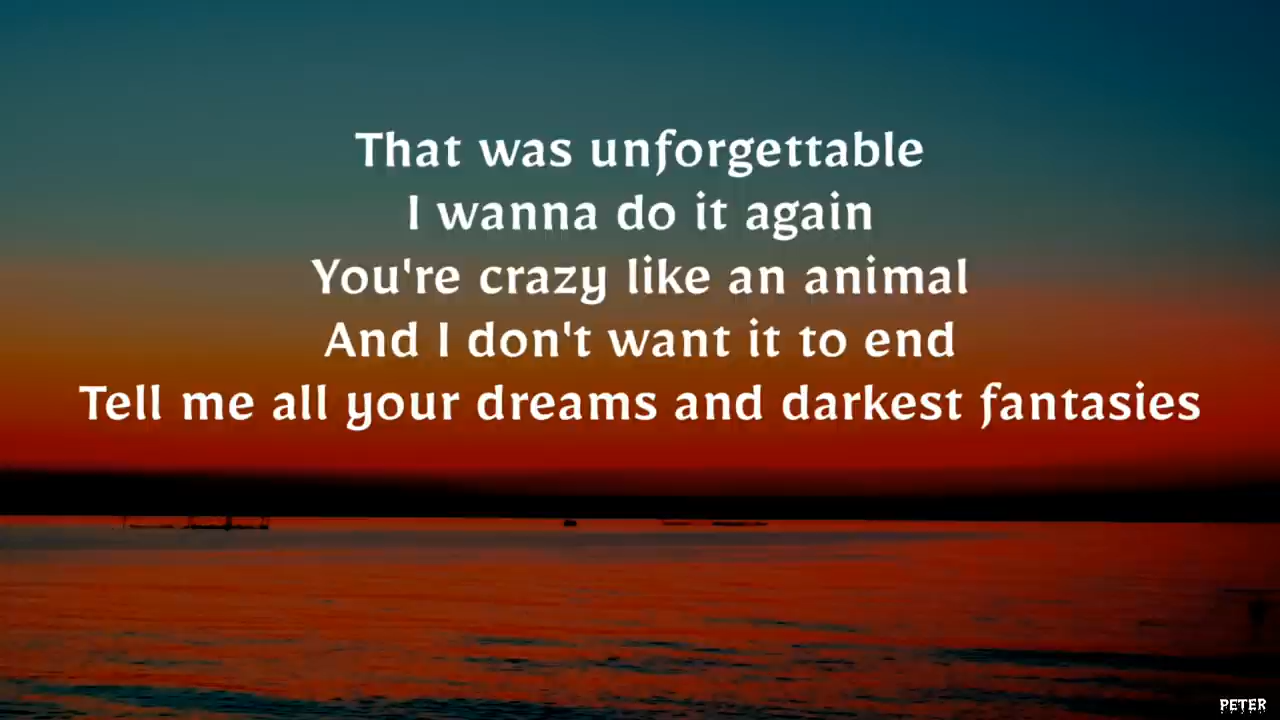 That was unforgettable
I wanna do it again
You're crazy like an animal
And I don't want it to end
Tell me all your dreams and darkest fantasies
PETER